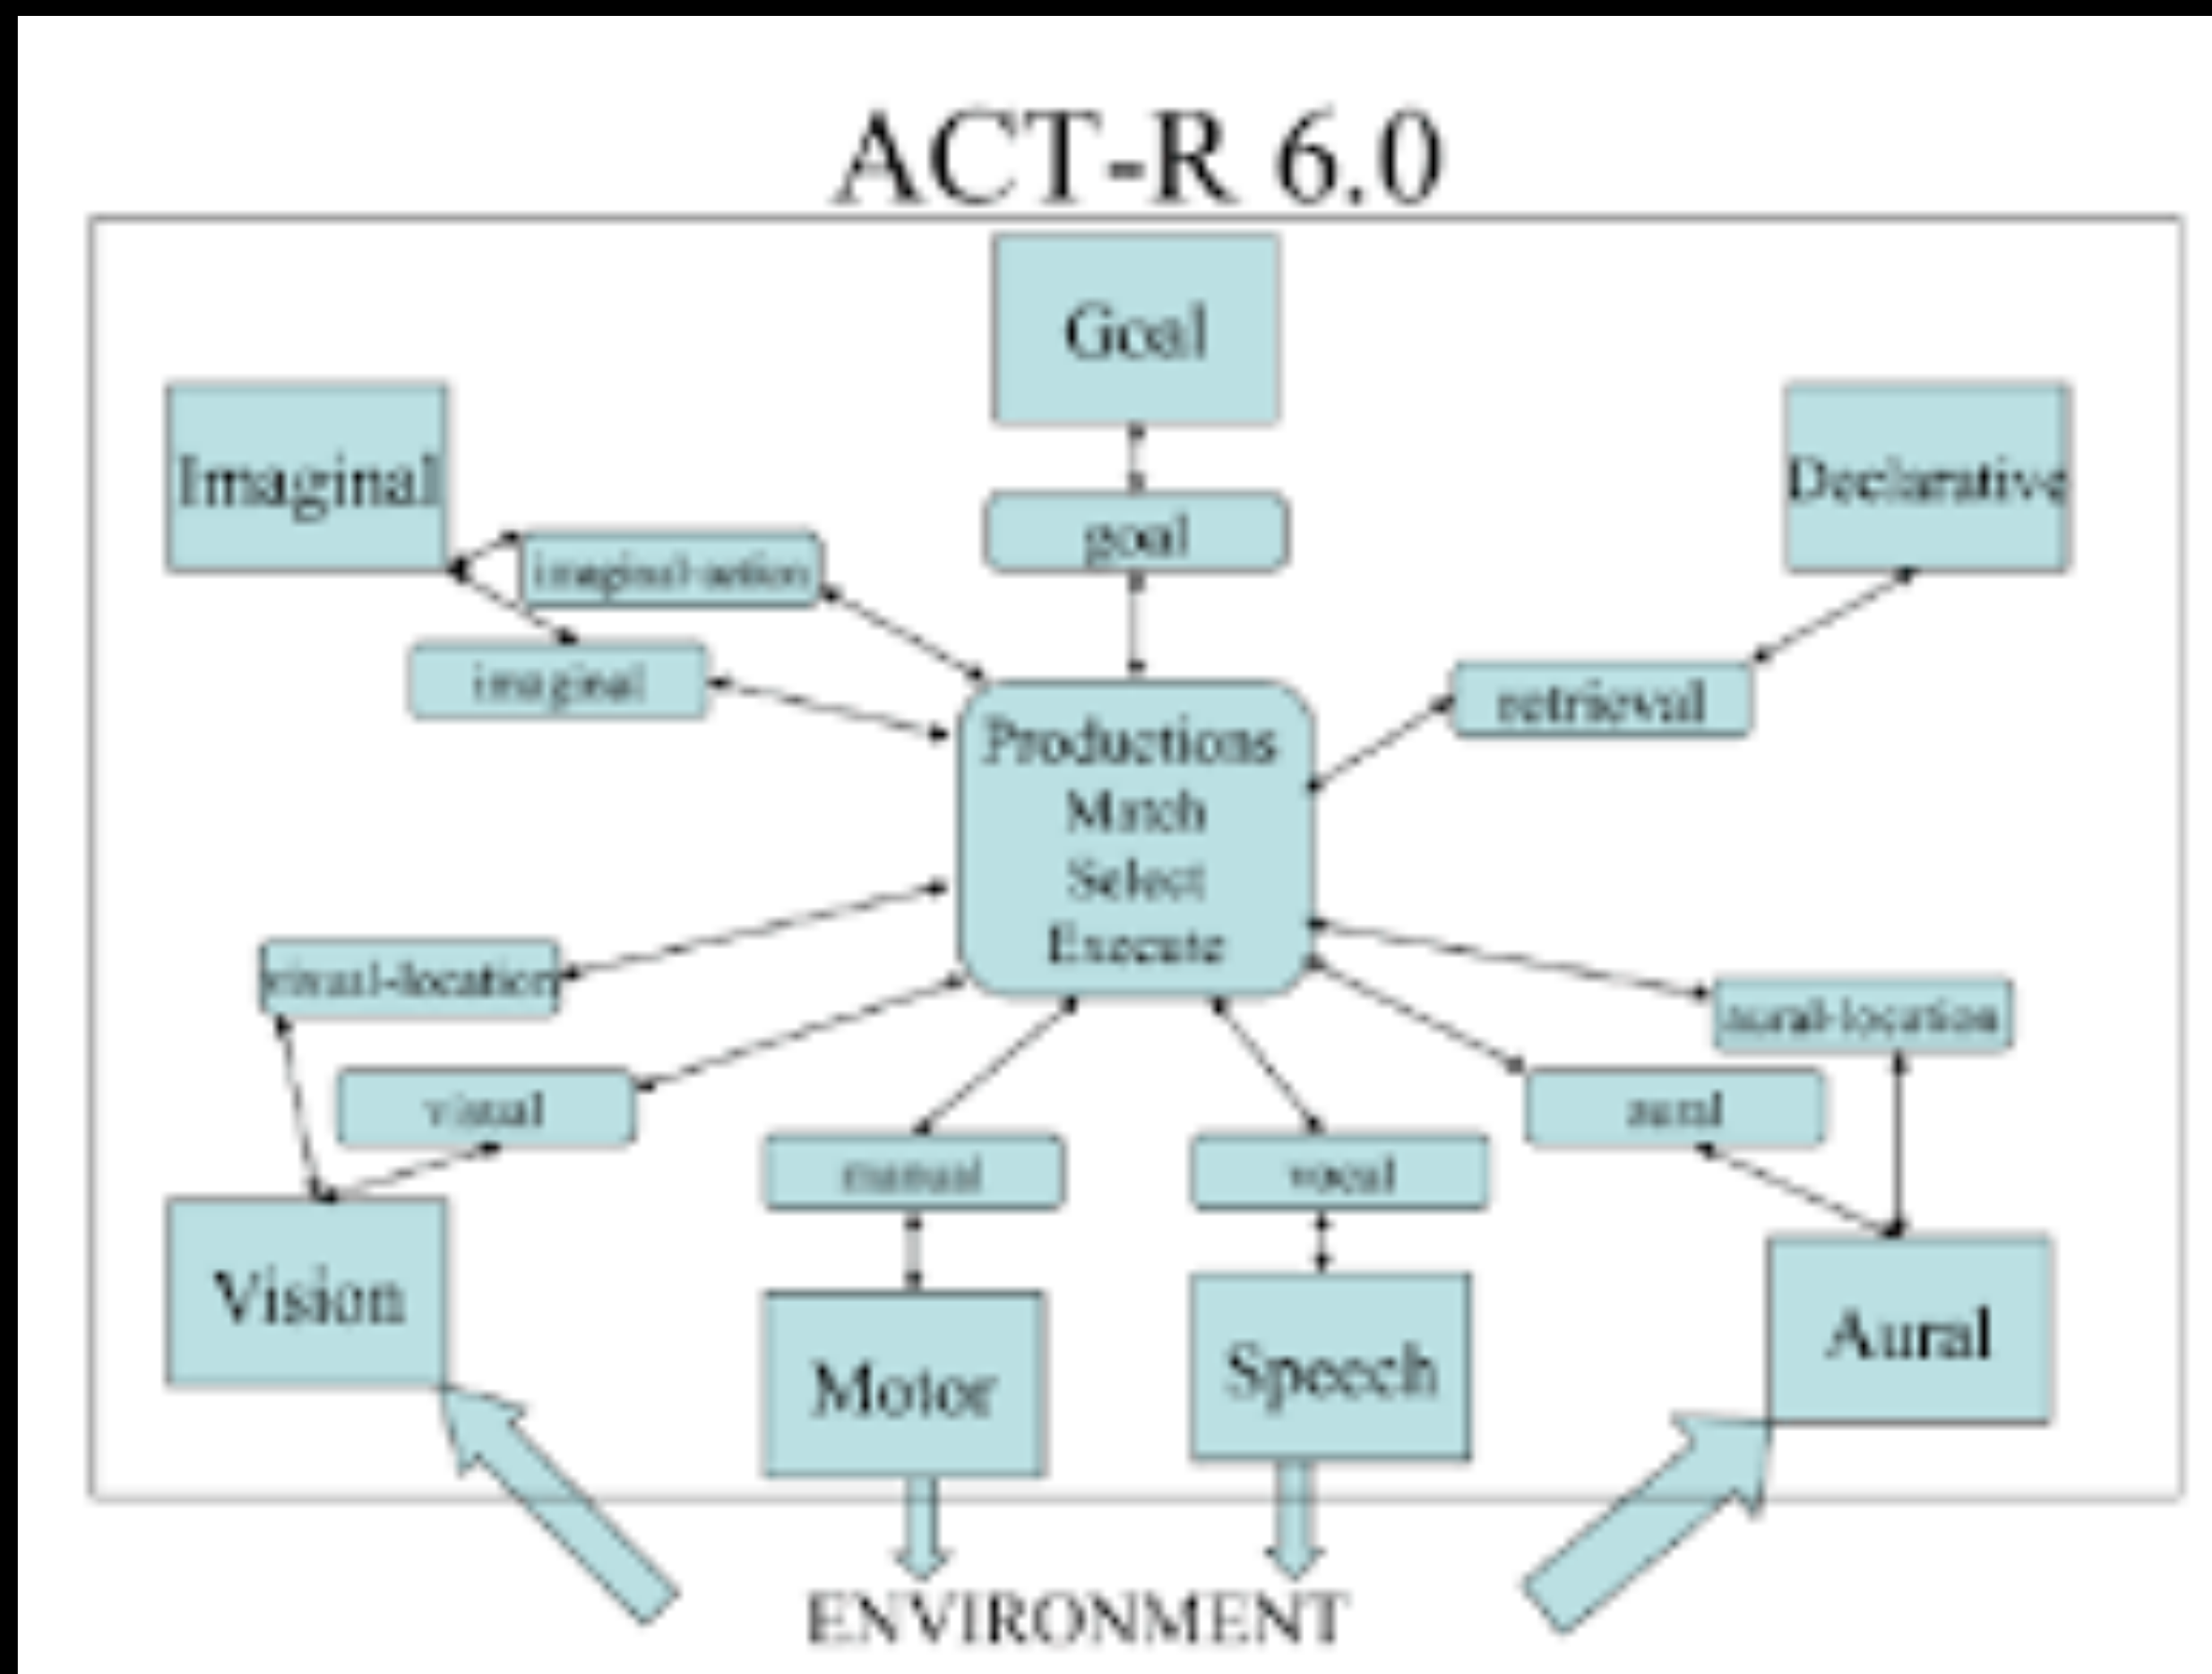 ACT-R 6.0
Goal
Imaginal
Declarative
goal
imaginal-action
imaginal
retrieval
Productions
Match
Select
Execute
visual-location
aural-location
visual
aural
manual
vocal
Vision
Motor
Speech
Aural
ENVIRONMENT